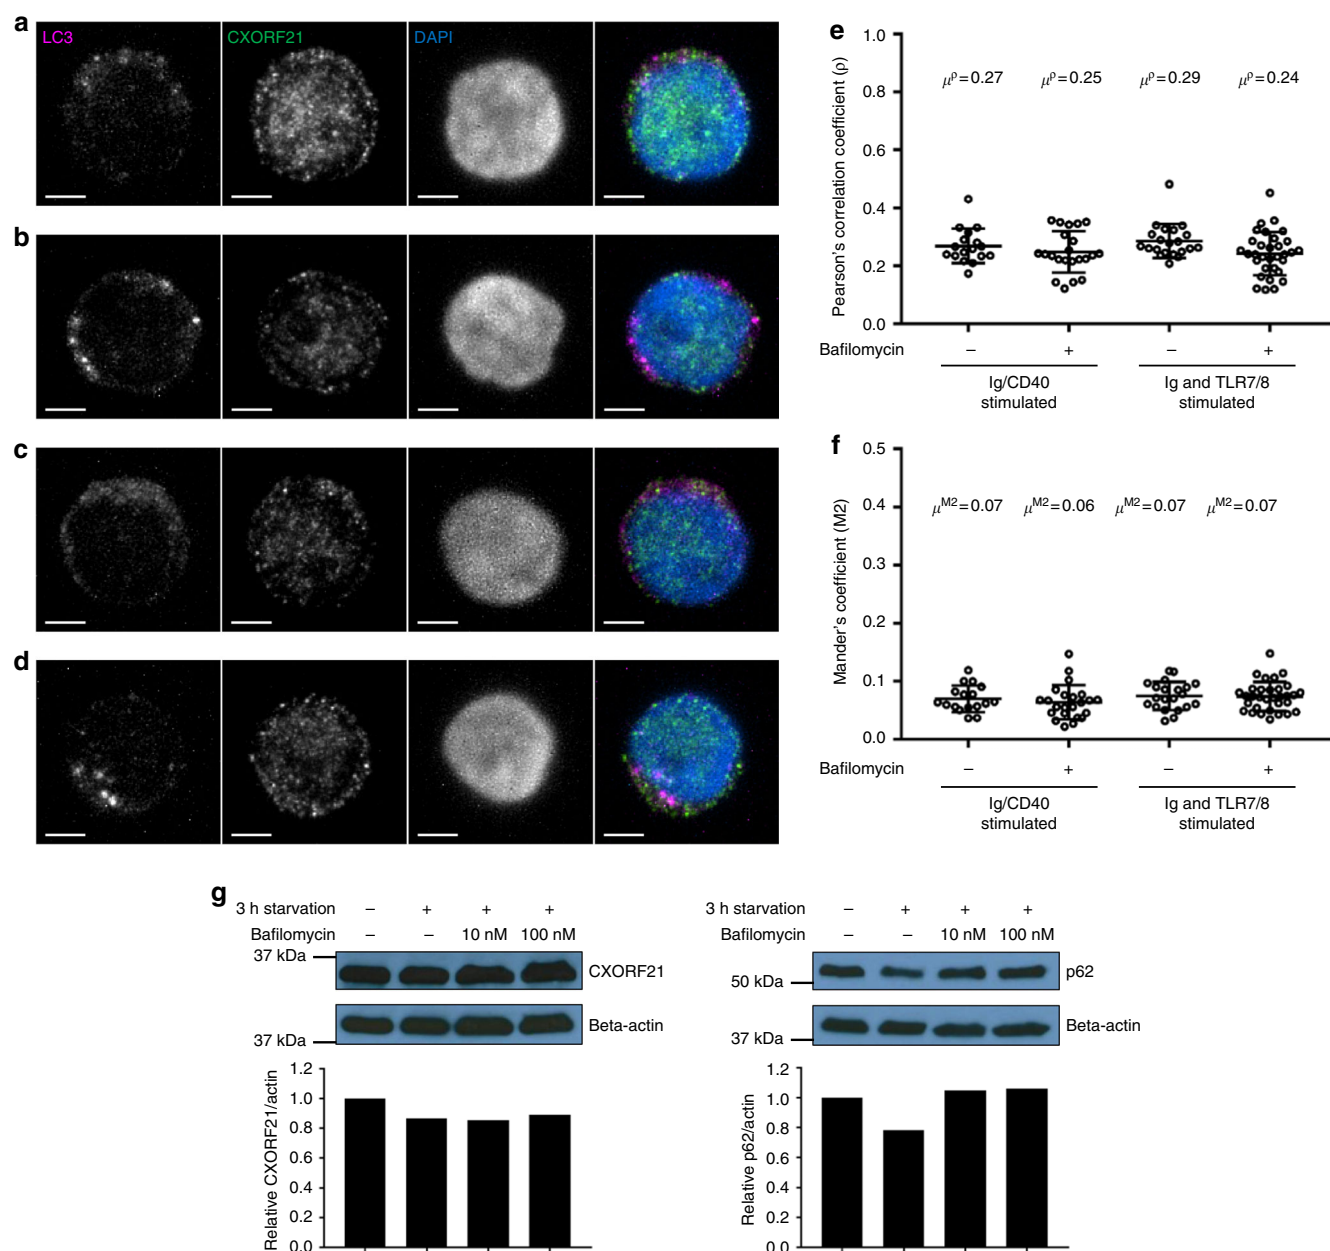 a
LC3
CXORF21
DAPI
b
c
d
e
Pearson's correlation coefficient (ρ)
1.0
0.8
0.6
0.4
0.2
0.0
μᵖ=0.27
μᵖ=0.25
μᵖ=0.29
μᵖ=0.24
Bafilomycin – + – +
Ig/CD40
stimulated
Ig and TLR7/8
stimulated
f
Mander's coefficient (M2)
0.5
0.4
0.3
0.2
0.1
0.0
μM2=0.07
μM2=0.06
μM2=0.07
μM2=0.07
Bafilomycin – + – +
Ig/CD40
stimulated
Ig and TLR7/8
stimulated
g
3 h starvation – + + +
Bafilomycin – – 10 nM 100 nM
37 kDa
CXORF21
Beta-actin
37 kDa
Relative CXORF21/actin
1.2
1.0
0.8
0.6
0.4
0.2
0.0
3 h starvation – + + +
Bafilomycin – – 10 nM 100 nM
p62
50 kDa
Beta-actin
37 kDa
Relative p62/actin
1.2
1.0
0.8
0.6
0.4
0.2
0.0